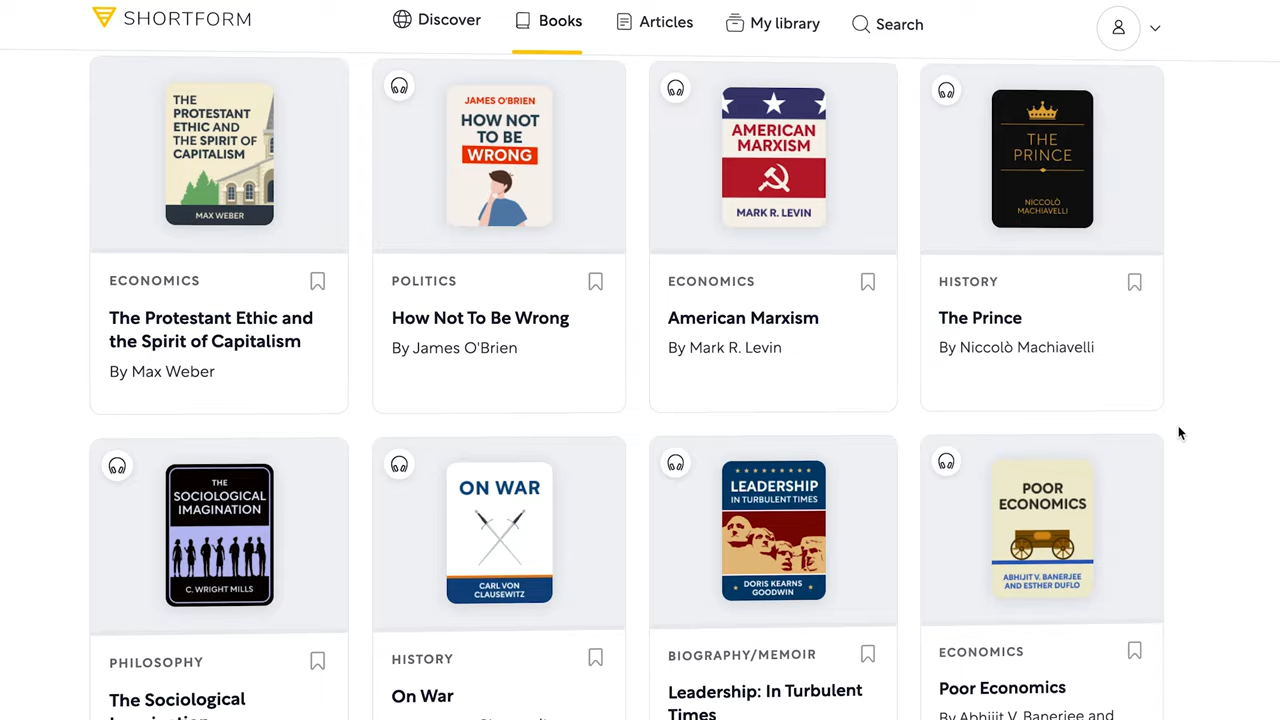 SHORTFORM
Discover
Books
Articles
My library
Search
THE
PROTESTANT
ETHIC AND
THE SPIRIT OF
CAPITALISM
MAX WEBER
ECONOMICS
The Protestant Ethic and
the Spirit of Capitalism
By Max Weber
JAMES O'BRIEN
HOW NOT
TO BE
WRONG
POLITICS
How Not To Be Wrong
By James O'Brien
AMERICAN
MARXISM
MARK R. LEVIN
ECONOMICS
American Marxism
By Mark R. Levin
THE
PRINCE
NICCOLÒ
MACHIAVELLI
HISTORY
The Prince
By Niccolò Machiavelli
THE
SOCIOLOGICAL
IMAGINATION
C. WRIGHT MILLS
PHILOSOPHY
The Sociological
ON WAR
CARL VON
CLAUSEWITZ
HISTORY
On War
LEADERSHIP
IN TURBULENT TIMES
DORIS KEARNS
GOODWIN
BIOGRAPHY/MEMOIR
Leadership: In Turbulent
Times
POOR
ECONOMICS
ABHIJIT V. BANERJEE
AND ESTHER DUFLO
ECONOMICS
Poor Economics
By Abhijit V. Banerjee and